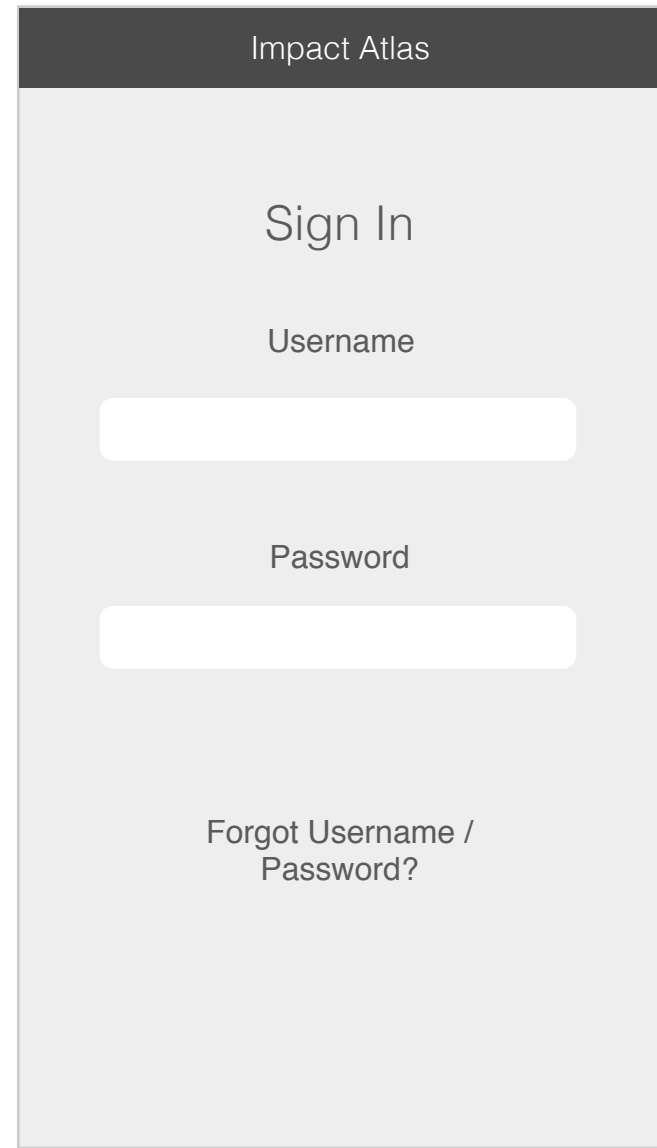 Impact Atlas
Sign In
Username
Password
Forgot Username /
Password?